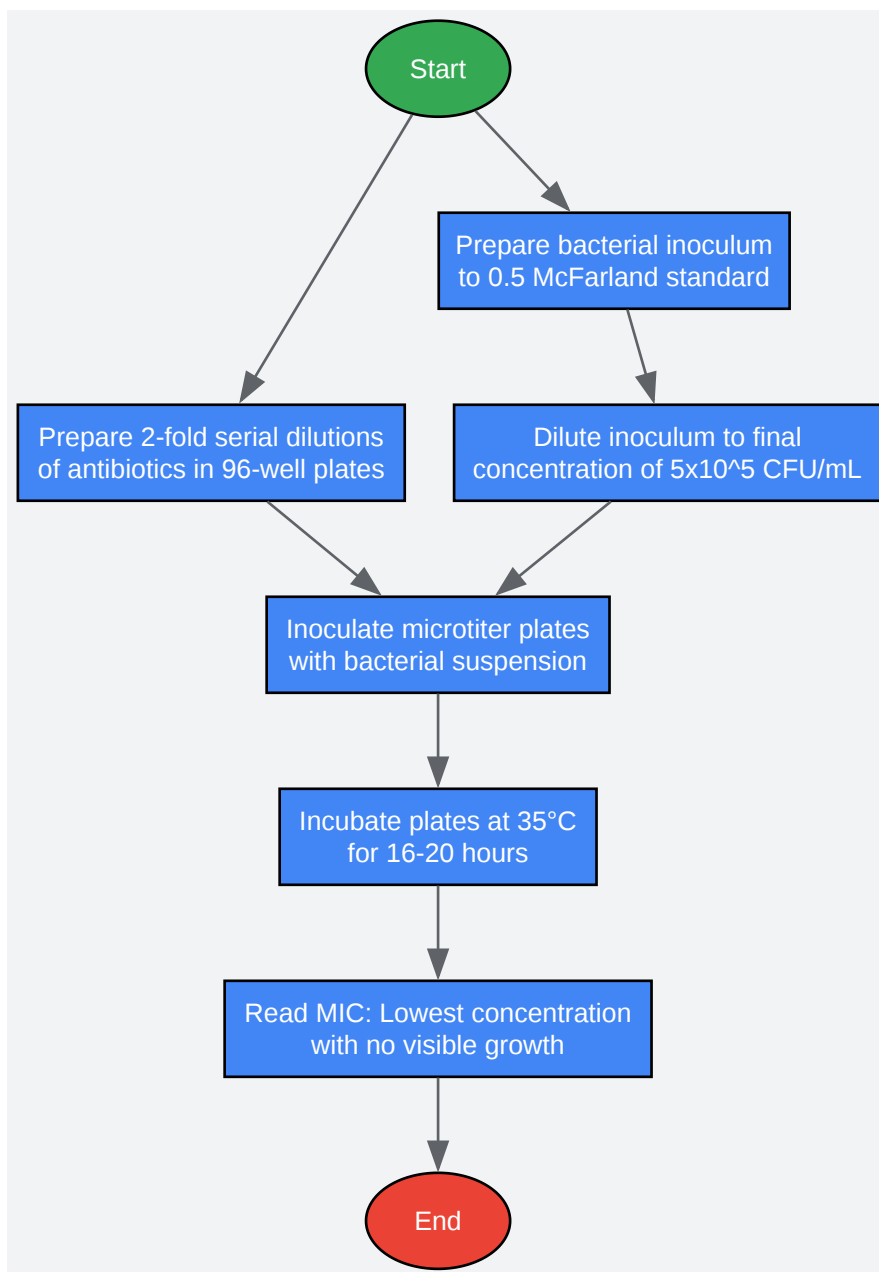 Start
Prepare bacterial inoculum
to 0.5 McFarland standard
Prepare 2-fold serial dilutions
of antibiotics in 96-well plates
Dilute inoculum to final
concentration of 5x10^5 CFU/mL
Inoculate microtiter plates
with bacterial suspension
Incubate plates at 35°C
for 16-20 hours
Read MIC: Lowest concentration
with no visible growth
End